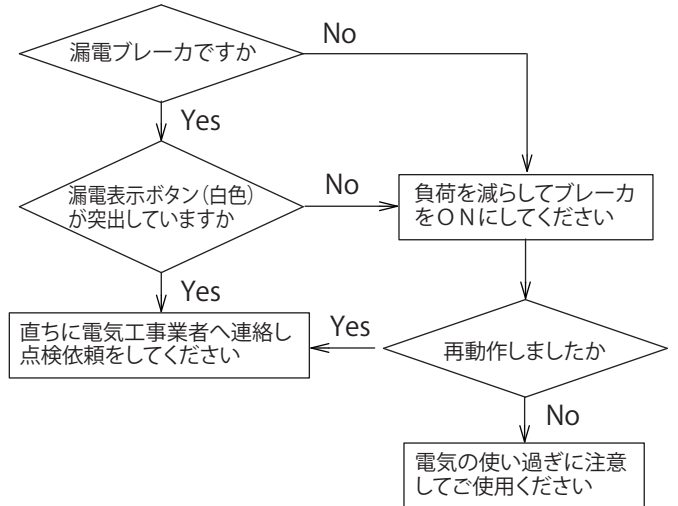 漏電ブレーカですか
No
Yes
漏電表示ボタン（白色）
が突出していますか
No
負荷を減らしてブレーカ
をＯＮにしてください
Yes
直ちに電気工事業者へ連絡し
点検依頼をしてください
Yes
再動作しましたか
No
電気の使い過ぎに注意
してご使用ください